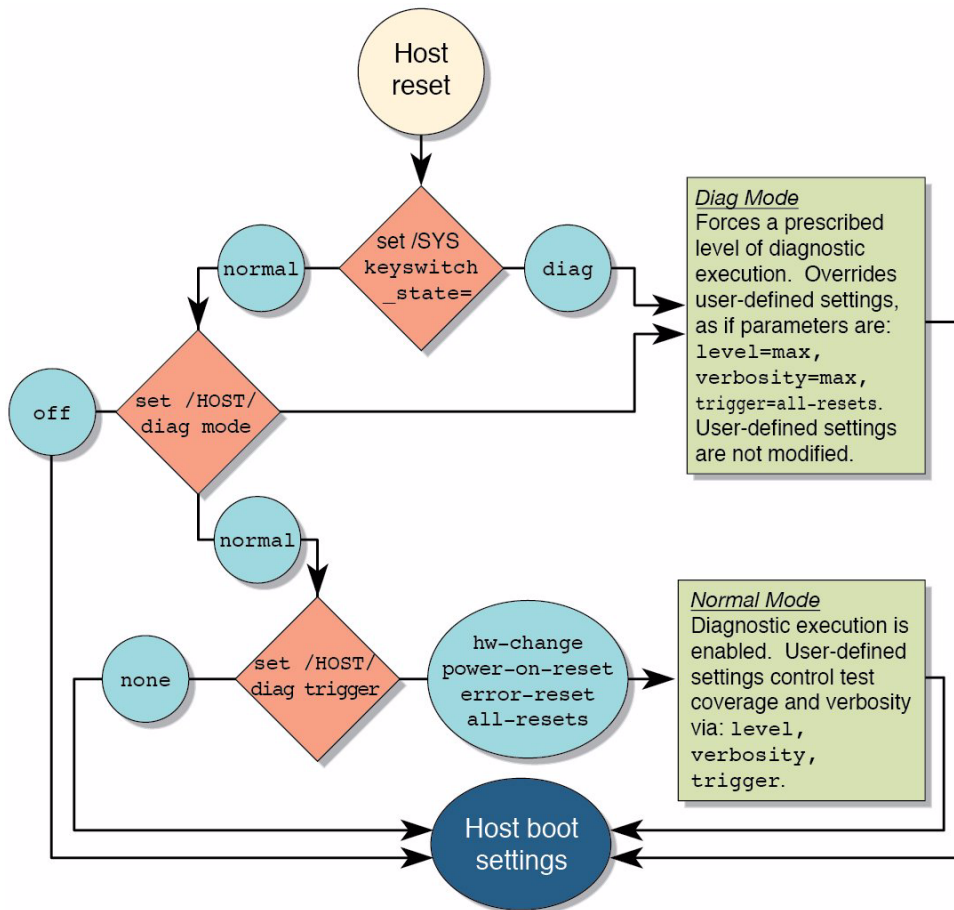 Host
reset
set /SYS
keyswitch
_state=
normal
diag
Diag Mode
Forces a prescribed
level of diagnostic
execution.  Overrides
user-defined settings,
as if parameters are:
level=max,
verbosity=max,
trigger=all-resets.
User-defined settings
are not modified.
off
set /HOST/
diag mode
normal
none
set /HOST/
diag trigger
hw-change
power-on-reset
error-reset
all-resets
Normal Mode
Diagnostic execution is
enabled.  User-defined
settings control test
coverage and verbosity
via: level,
verbosity,
trigger.
Host boot
settings